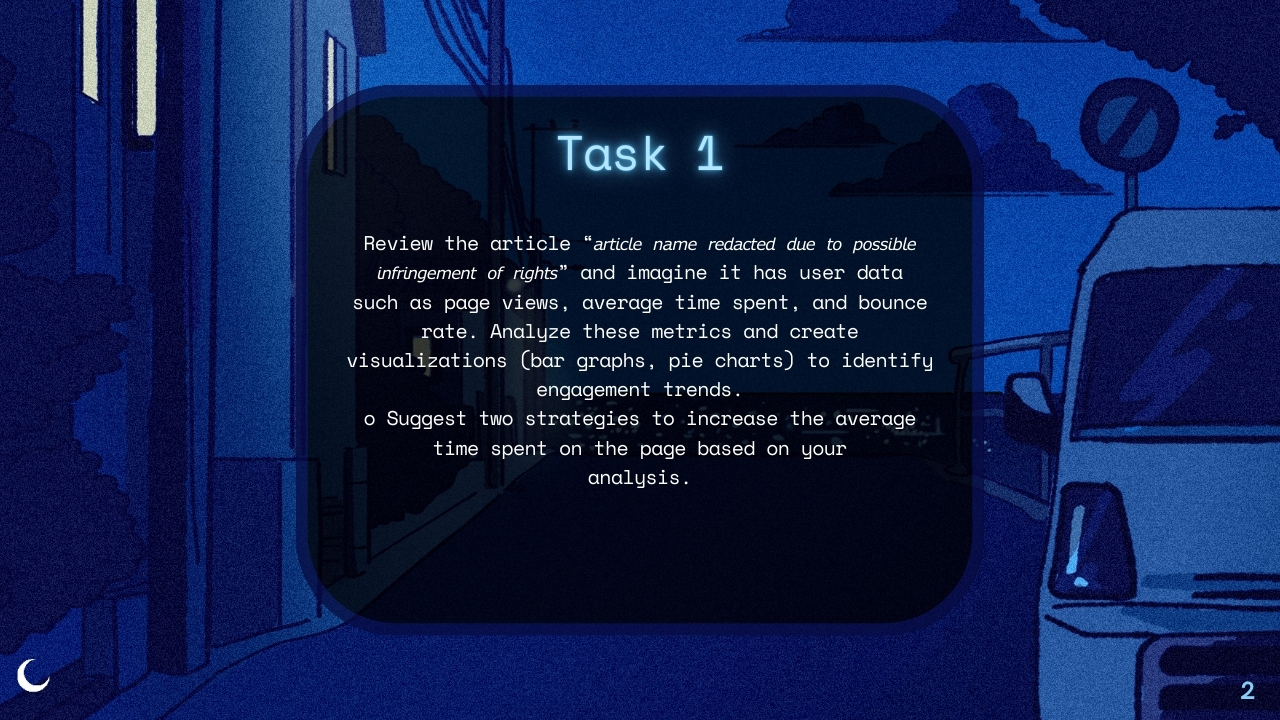 Task 1
Review the article “article name redacted due to possible
infringement of rights” and imagine it has user data
such as page views, average time spent, and bounce
rate. Analyze these metrics and create
visualizations (bar graphs, pie charts) to identify
engagement trends.
o Suggest two strategies to increase the average
time spent on the page based on your
analysis.
2